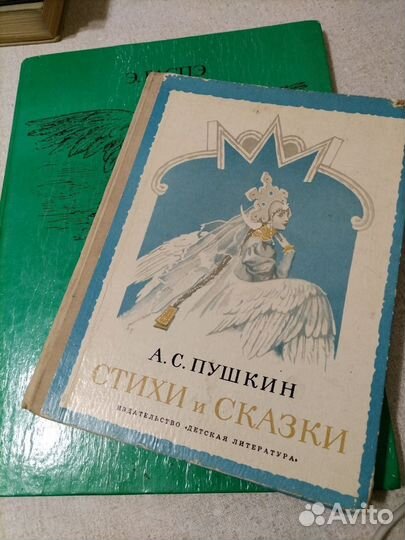 А.С. ПУШКИН
СТИХИ и СКАЗКИ
ИЗДАТЕЛЬСТВО «ДЕТСКАЯ ЛИТЕРАТУРА»
Avito